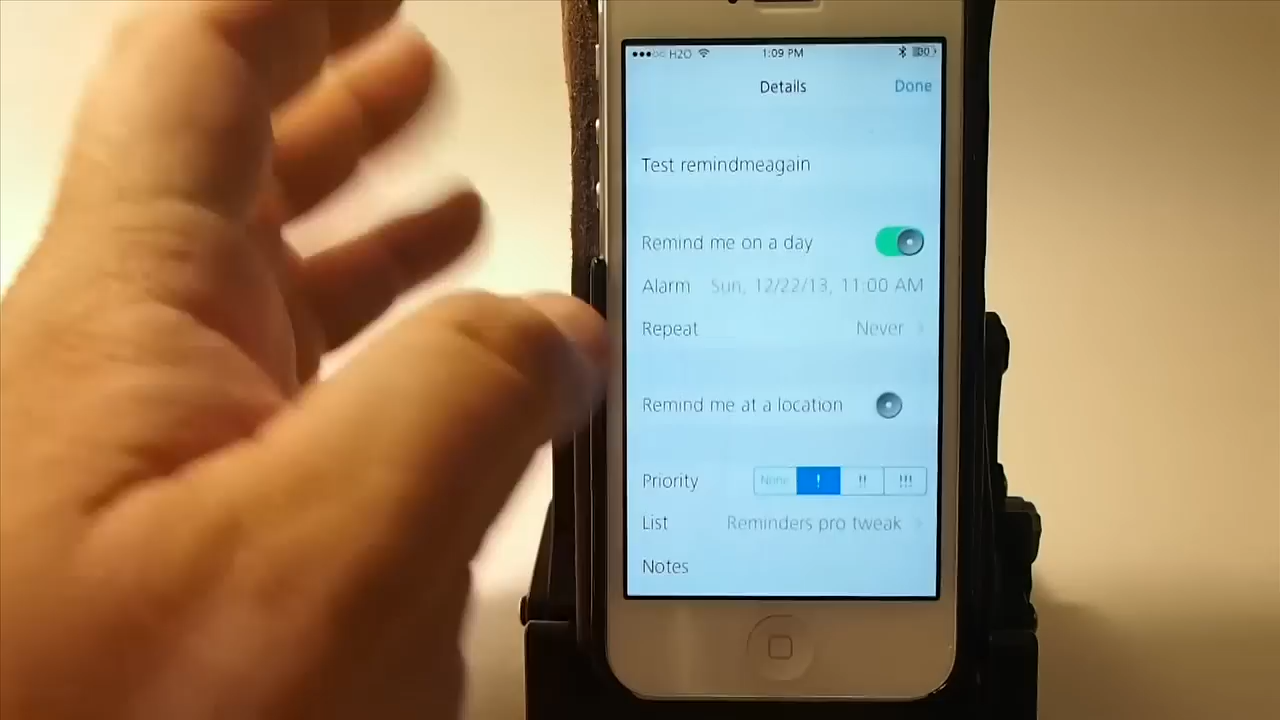 H2O 1:09 PM
Details Done
Test remindmeagain
Remind me on a day
Alarm Sun, 12/22/13, 11:00 AM
Repeat Never
Remind me at a location
Priority None ! !! !!!
List Reminders pro tweak
Notes